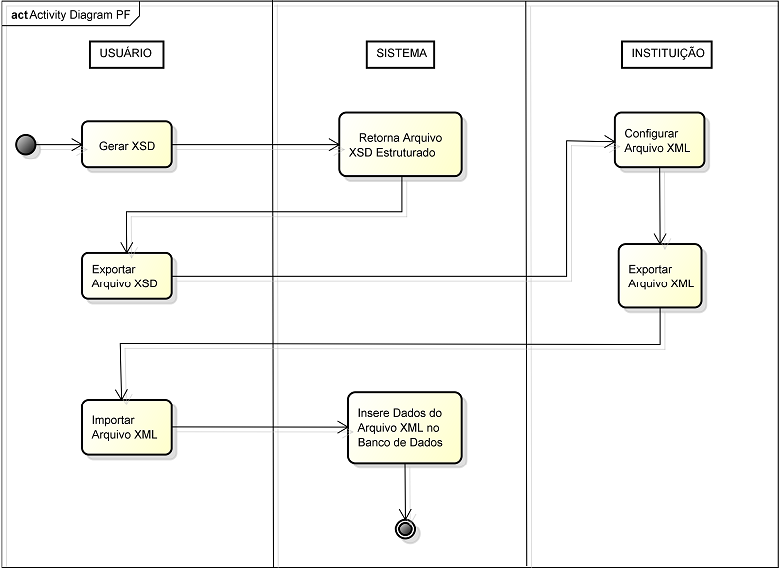 act Activity Diagram PF
USUÁRIO
SISTEMA
INSTITUIÇÃO
Gerar XSD
Retorna Arquivo
XSD Estruturado
Configurar
Arquivo XML
Exportar
Arquivo XSD
Exportar
Arquivo XML
Importar
Arquivo XML
Insere Dados do
Arquivo XML no
Banco de Dados